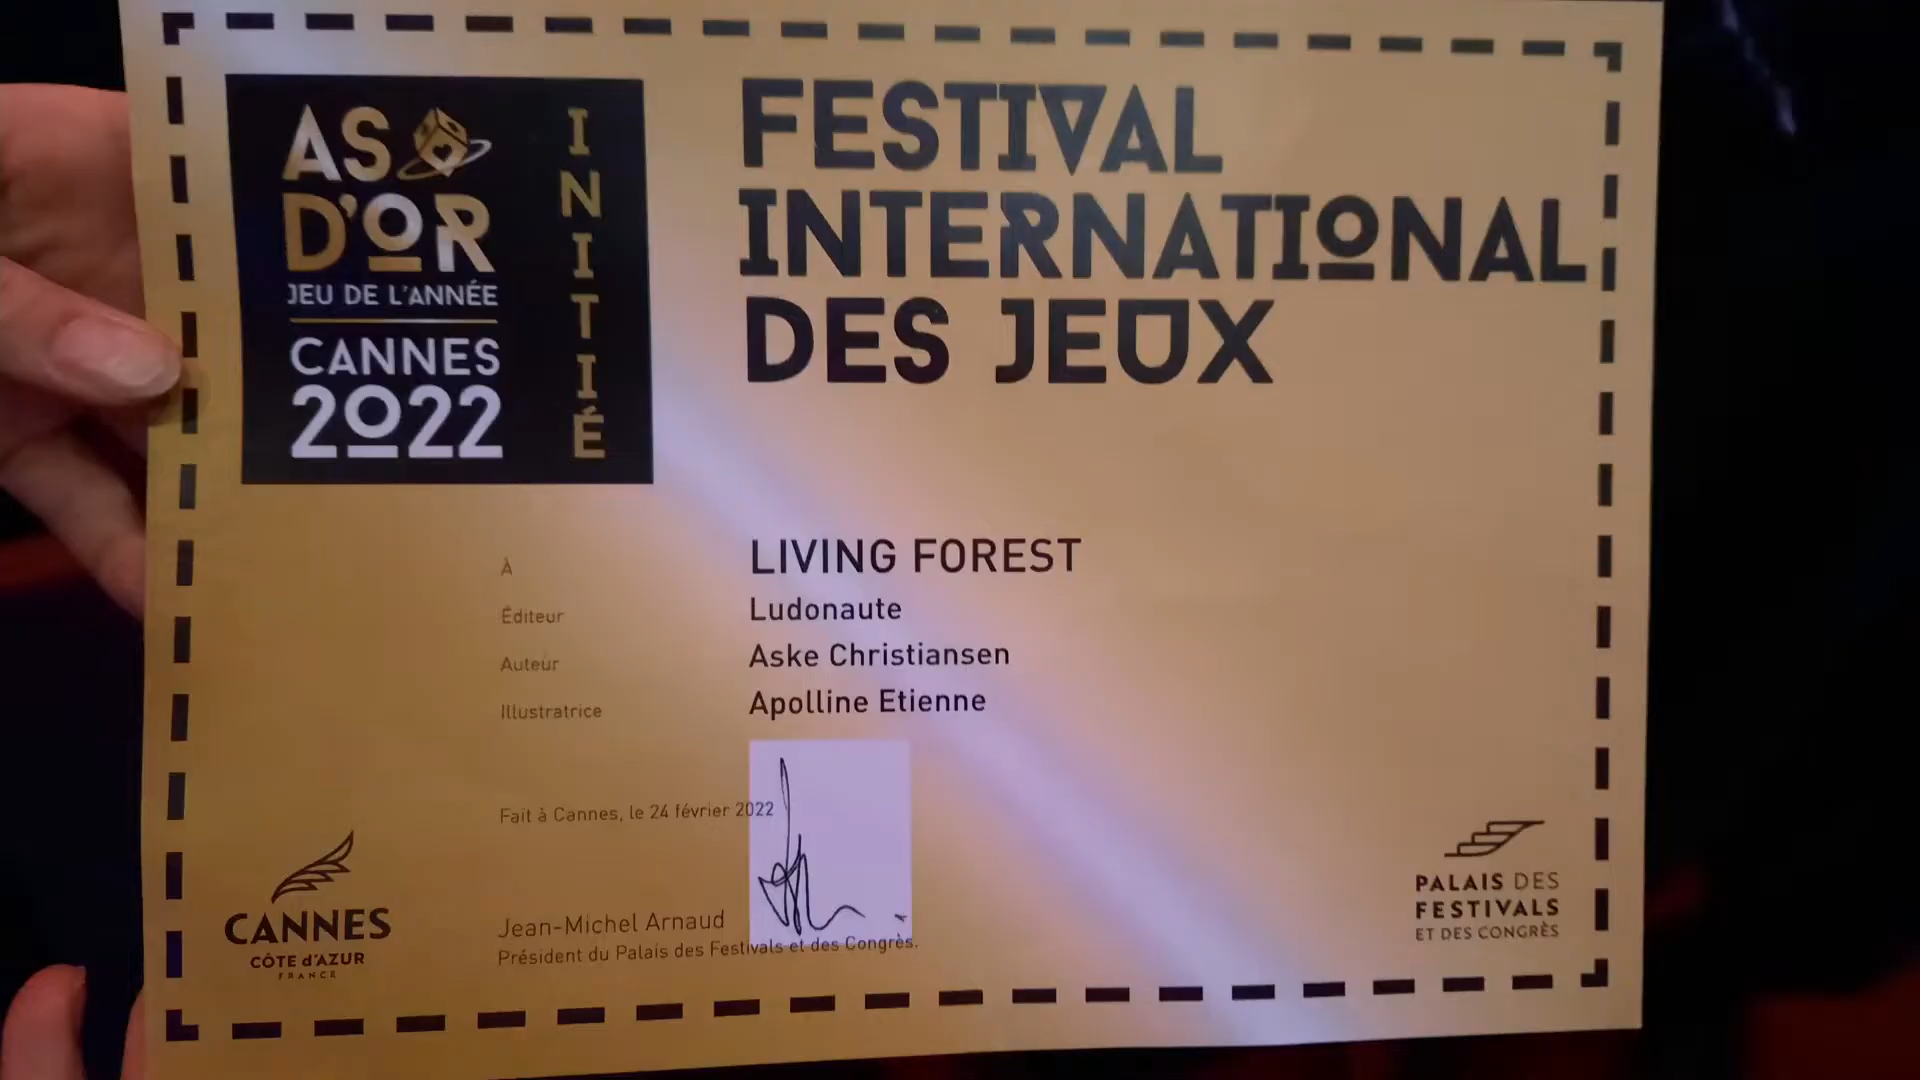 AS
D'OR
JEU DE L'ANNÉE
CANNES
2022
INITIÉ
FESTIVAL
INTERNATIONAL
DES JEUX
À LIVING FOREST
Éditeur Ludonaute
Auteur Aske Christiansen
Illustratrice Apolline Etienne
Fait à Cannes, le 24 février 2022
Jean-Michel Arnaud
Président du Palais des Festivals et des Congrès.
CANNES
CÔTE d'AZUR
FRANCE
PALAIS DES
FESTIVALS
ET DES CONGRÈS